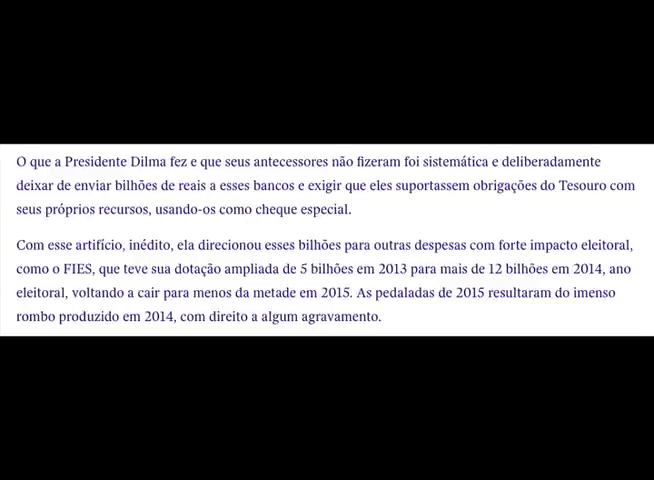 O que a Presidente Dilma fez e que seus antecessores não fizeram foi sistemática e deliberadamente
deixar de enviar bilhões de reais a esses bancos e exigir que eles suportassem obrigações do Tesouro com
seus próprios recursos, usando-os como cheque especial.
Com esse artifício, inédito, ela direcionou esses bilhões para outras despesas com forte impacto eleitoral,
como o FIES, que teve sua dotação ampliada de 5 bilhões em 2013 para mais de 12 bilhões em 2014, ano
eleitoral, voltando a cair para menos da metade em 2015. As pedaladas de 2015 resultaram do imenso
rombo produzido em 2014, com direito a algum agravamento.